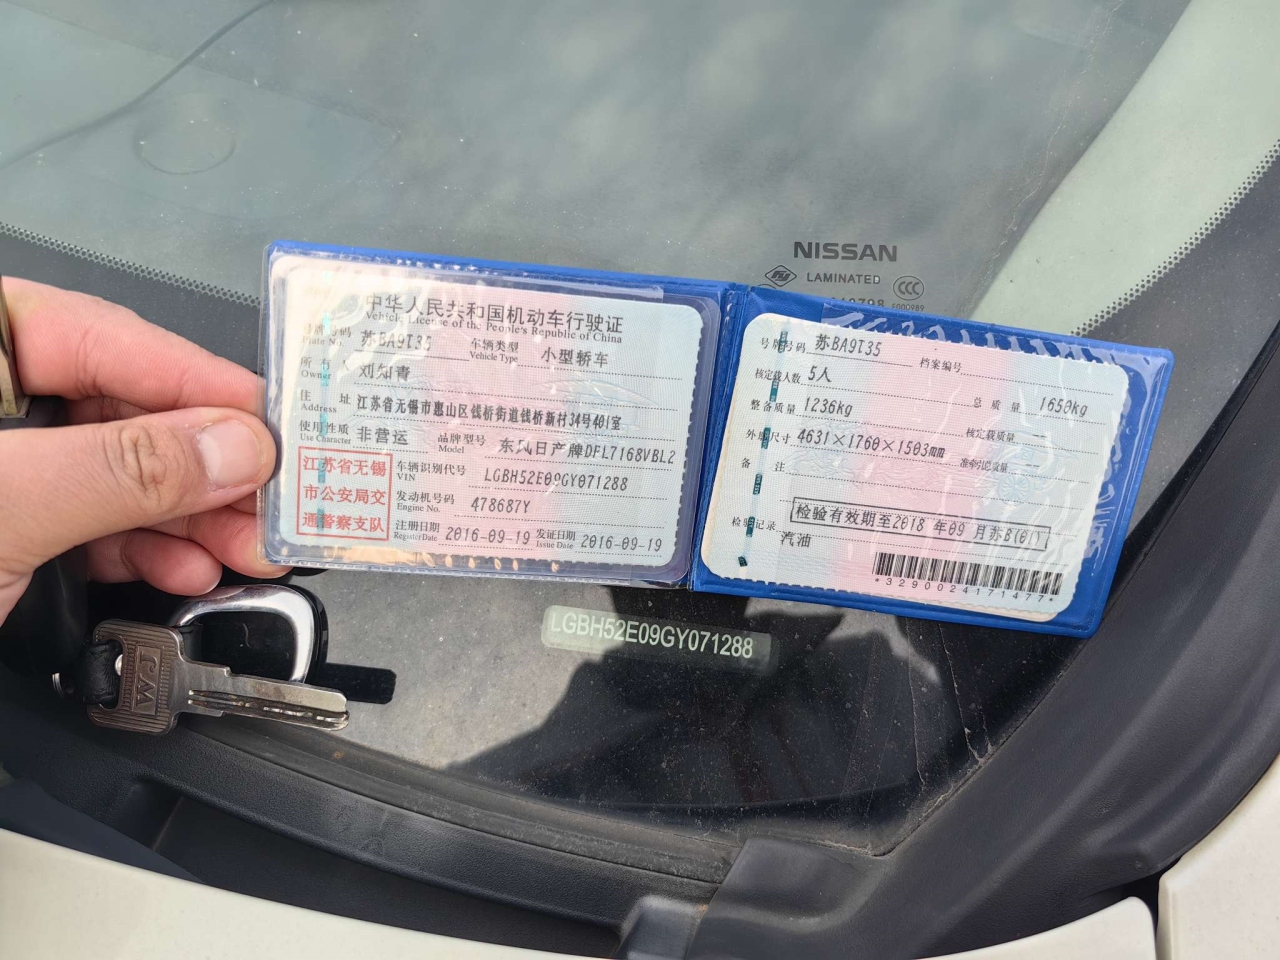 NISSAN
LAMINATED
CCC
E000989
中华人民共和国机动车行驶证
Vehicle License of the People's Republic of China
号牌号码 苏BA9T35 车辆类型 小型轿车
Plate No. Vehicle Type
所有人 刘知青
Owner
住址 江苏省无锡市惠山区钱桥街道钱桥新村34号401室
Address
使用性质 非营运 品牌型号 东风日产牌DFL7168VBL2
Use Character Model
江苏省无锡
市公安局交
通警察支队
车辆识别代号 LGBH52E09GY071288
VIN
发动机号码 478687Y
Engine No.
注册日期 2016-09-19 发证日期 2016-09-19
Register Date Issue Date
号牌号码 苏BA9T35 档案编号
核定载人数 5人 总质量 1650kg
整备质量 1236kg 核定载质量 --
外廓尺寸 4631×1760×1503mm 准牵引总质量 --
备注
检验记录 检验有效期至2018年09月苏B(01)
汽油
*3290024171477*
LGBH52E09GY071288